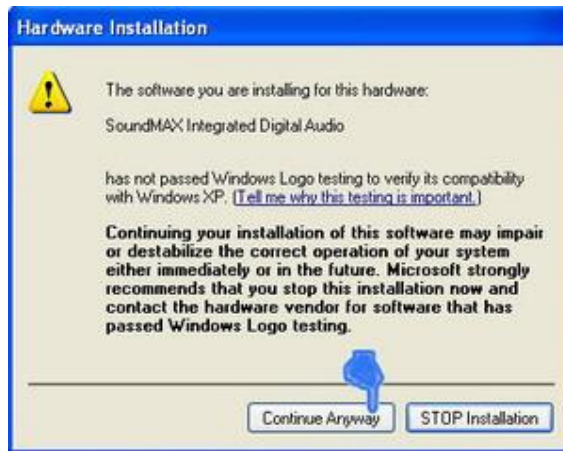 Hardware Installation
The software you are installing for this hardware:
SoundMAX Integrated Digital Audio
has not passed Windows Logo testing to verify its compatibility
with Windows XP. (Tell me why this testing is important.)
Continuing your installation of this software may impair
or destabilize the correct operation of your system
either immediately or in the future. Microsoft strongly
recommends that you stop this installation now and
contact the hardware vendor for software that has
passed Windows Logo testing.
Continue Anyway
STOP Installation